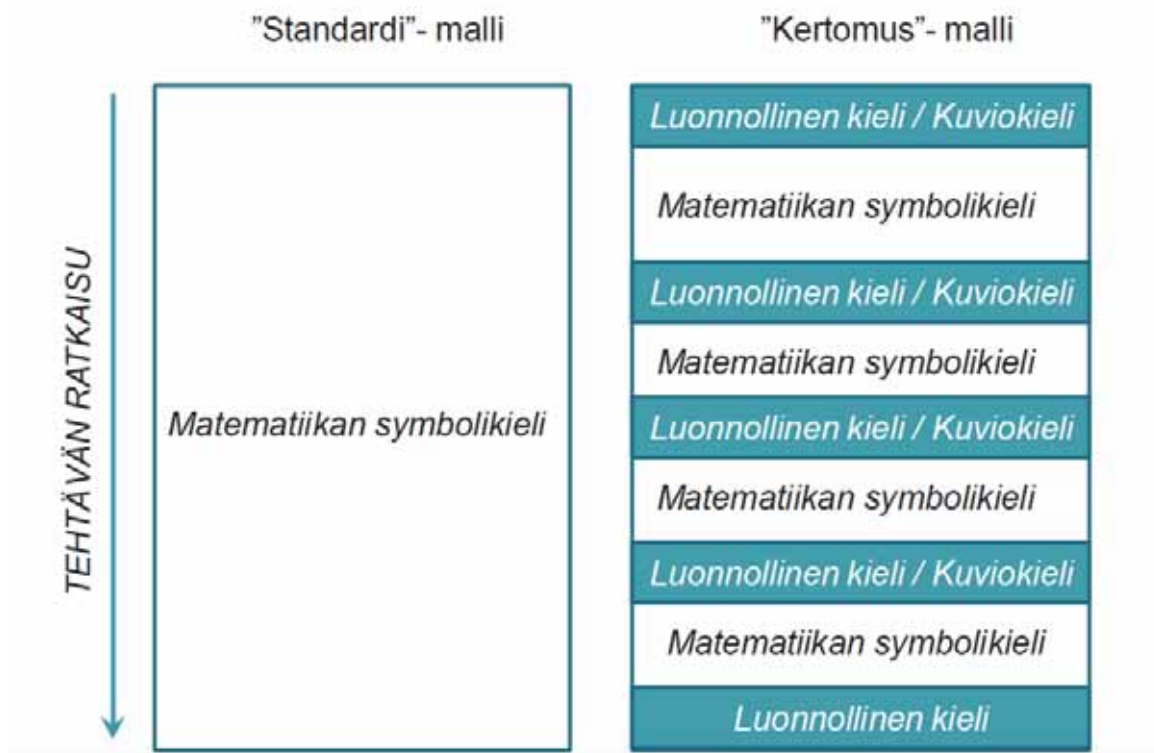 ”Standardi”- malli
”Kertomus”- malli
TEHTÄVÄN RATKAISU
Matematiikan symbolikieli
Luonnollinen kieli / Kuviokieli
Matematiikan symbolikieli
Luonnollinen kieli / Kuviokieli
Matematiikan symbolikieli
Luonnollinen kieli / Kuviokieli
Matematiikan symbolikieli
Luonnollinen kieli / Kuviokieli
Matematiikan symbolikieli
Luonnollinen kieli